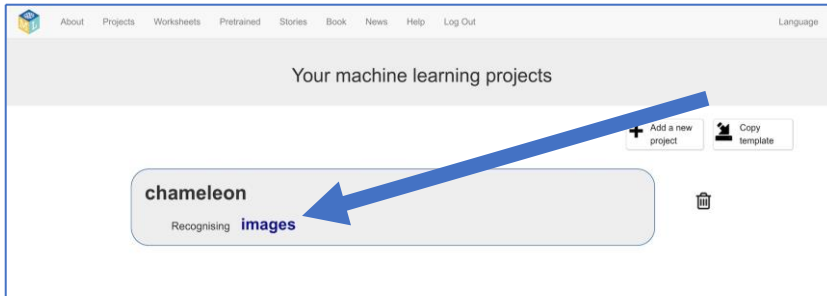 About Projects Worksheets Pretrained Stories Book News Help Log Out Language
Your machine learning projects
Add a new
project
Copy
template
chameleon
Recognising images